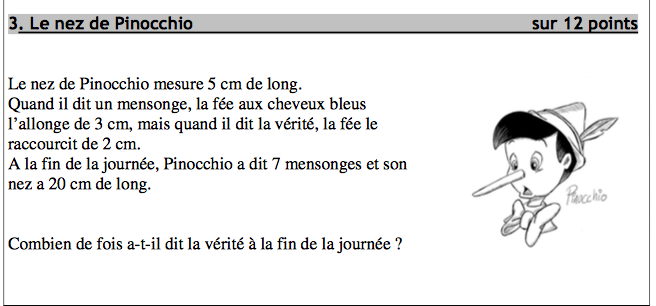 3. Le nez de Pinocchio sur 12 points
Le nez de Pinocchio mesure 5 cm de long.
Quand il dit un mensonge, la fée aux cheveux bleus
l'allonge de 3 cm, mais quand il dit la vérité, la fée le
raccourcit de 2 cm.
A la fin de la journée, Pinocchio a dit 7 mensonges et son
nez a 20 cm de long.
Pinocchio
Combien de fois a-t-il dit la vérité à la fin de la journée ?